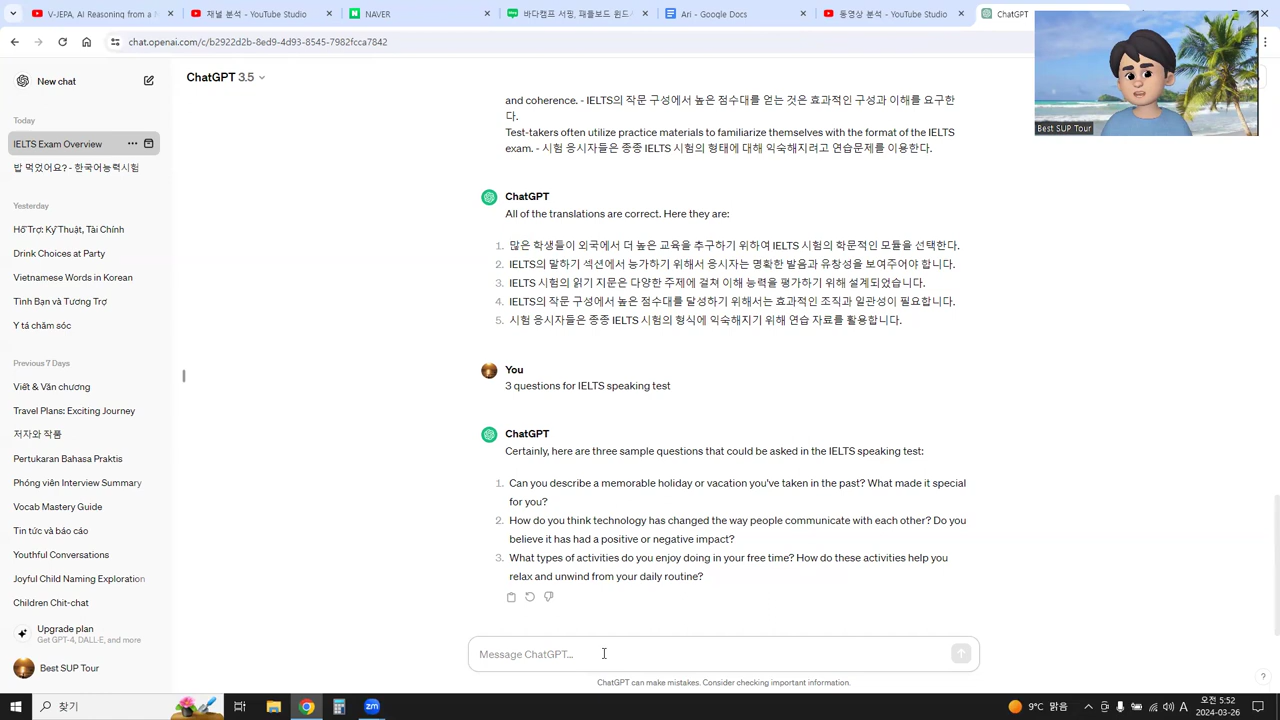 V-JEPA, AI Reasoning from a N
재널 분석 - YouTube Studio
NAVER
바다캠프 서핑, 패들보드 윈드서
Ari - Google Docs
동영상 분석 - YouTube Studio
ChatGPT
chat.openai.com/c/b2922d2b-8ed9-4d93-8545-7982fcca7842
Best SUP Tour
New chat
Today
IELTS Exam Overview
밥 먹었어요? - 한국어능력시험
Yesterday
Hỗ Trợ: Kỹ Thuật, Tài Chính
Drink Choices at Party
Vietnamese Words in Korean
Tình Bạn và Tương Trợ
Y tá chăm sóc
Previous 7 Days
Viết & Văn chương
Travel Plans: Exciting Journey
저자와 작품
Pertukaran Bahasa Praktis
Phóng viên Interview Summary
Vocab Mastery Guide
Tin tức và báo cáo
Youthful Conversations
Joyful Child Naming Exploration
Children Chit-chat
Upgrade plan
Get GPT-4, DALL·E, and more
Best SUP Tour
ChatGPT 3.5
and coherence. - IELTS의 작문 구성에서 높은 점수대를 얻는 것은 효과적인 구성과 이해를 요구한
다.
Test-takers often utilize practice materials to familiarize themselves with the format of the IELTS
exam. - 시험 응시자들은 종종 IELTS 시험의 형태에 대해 익숙해지려고 연습문제를 이용한다.
ChatGPT
All of the translations are correct. Here they are:
1. 많은 학생들이 외국에서 더 높은 교육을 추구하기 위하여 IELTS 시험의 학문적인 모듈을 선택한다.
2. IELTS의 말하기 섹션에서 능가하기 위해서 응시자는 명확한 발음과 유창성을 보여주어야 합니다.
3. IELTS 시험의 읽기 지문은 다양한 주제에 걸쳐 이해 능력을 평가하기 위해 설계되었습니다.
4. IELTS의 작문 구성에서 높은 점수대를 달성하기 위해서는 효과적인 조직과 일관성이 필요합니다.
5. 시험 응시자들은 종종 IELTS 시험의 형식에 익숙해지기 위해 연습 자료를 활용합니다.
You
3 questions for IELTS speaking test
ChatGPT
Certainly, here are three sample questions that could be asked in the IELTS speaking test:
1. Can you describe a memorable holiday or vacation you've taken in the past? What made it special
for you?
2. How do you think technology has changed the way people communicate with each other? Do you
believe it has had a positive or negative impact?
3. What types of activities do you enjoy doing in your free time? How do these activities help you
relax and unwind from your daily routine?
Message ChatGPT...
ChatGPT can make mistakes. Consider checking important information.
?
찾기
9°C 맑음
A
오전 5:52
2024-03-26